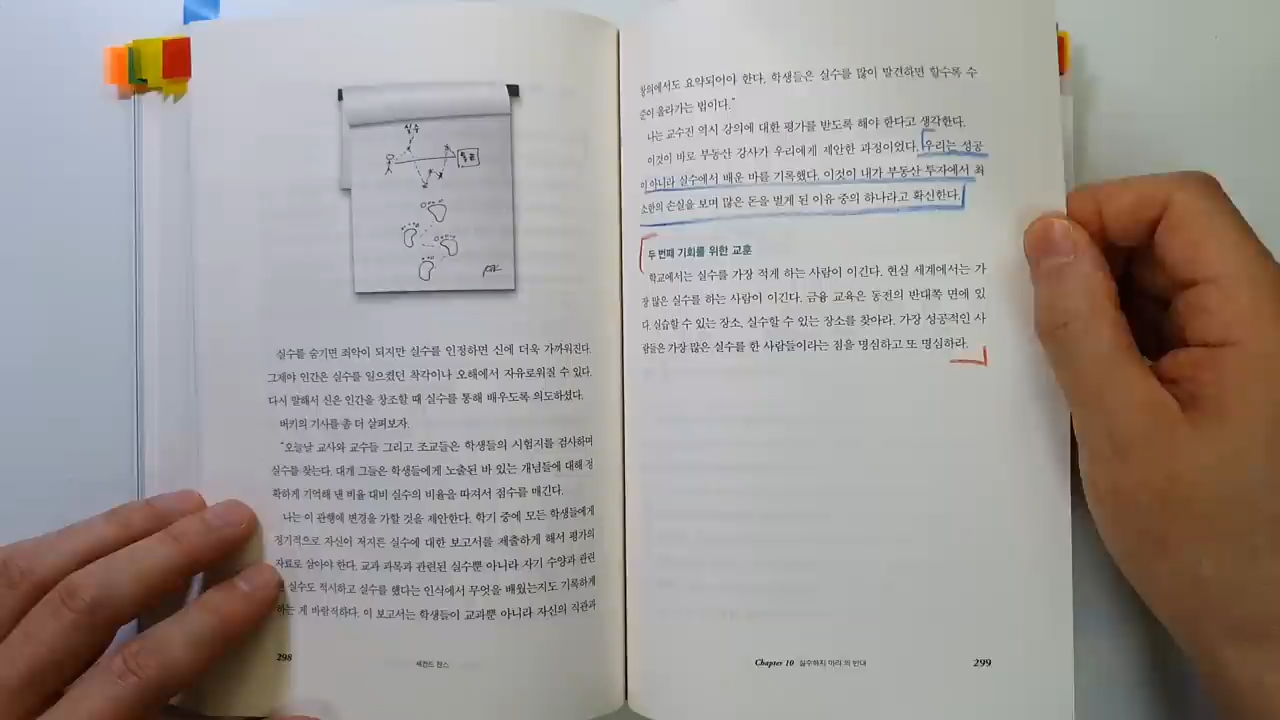 실수
성공
실수를 숨기면 죄악이 되지만 실수를 인정하면 신에 더욱 가까워진다.
그제야 인간은 실수를 일으켰던 착각이나 오해에서 자유로워질 수 있다.
다시 말해서 신은 인간을 창조할 때 실수를 통해 배우도록 의도하셨다.
버키의 기사를 좀 더 살펴보자.
“오늘날 교사와 교수들 그리고 조교들은 학생들의 시험지를 검사하며
실수를 찾는다. 대개 그들은 학생들에게 노출된 바 있는 개념들에 대해 정
확하게 기억해 낸 비율 대비 실수의 비율을 따져서 점수를 매긴다.
나는 이 관행에 변경을 가할 것을 제안한다. 학기 중에 모든 학생들에게
정기적으로 자신이 저지른 실수에 대한 보고서를 제출하게 해서 평가의
자료로 삼아야 한다. 교과 과목과 관련된 실수뿐 아니라 자기 수양과 관련
실수도 적시하고 실수를 했다는 인식에서 무엇을 배웠는지도 기록하게
하는 게 바람직하다. 이 보고서는 학생들이 교과뿐 아니라 자신의 직관과
298
세컨드 찬스
창의에서도 요약되어야 한다. 학생들은 실수를 많이 발견하면 할수록 수
준이 올라가는 법이다.”
나는 교수진 역시 강의에 대한 평가를 받도록 해야 한다고 생각한다.
이것이 바로 부동산 강사가 우리에게 제안한 과정이었다. 우리는 성공
이 아니라 실수에서 배운 바를 기록했다. 이것이 내가 부동산 투자에서 최
소한의 손실을 보며 많은 돈을 벌게 된 이유 중의 하나라고 확신한다.
두 번째 기회를 위한 교훈
학교에서는 실수를 가장 적게 하는 사람이 이긴다. 현실 세계에서는 가
장 많은 실수를 하는 사람이 이긴다. 금융 교육은 동전의 반대쪽 면에 있
다. 실습할 수 있는 장소, 실수할 수 있는 장소를 찾아라. 가장 성공적인 사
람들은 가장 많은 실수를 한 사람들이라는 점을 명심하고 또 명심하라.
Chapter 10 실수하지 마라의 반대
299